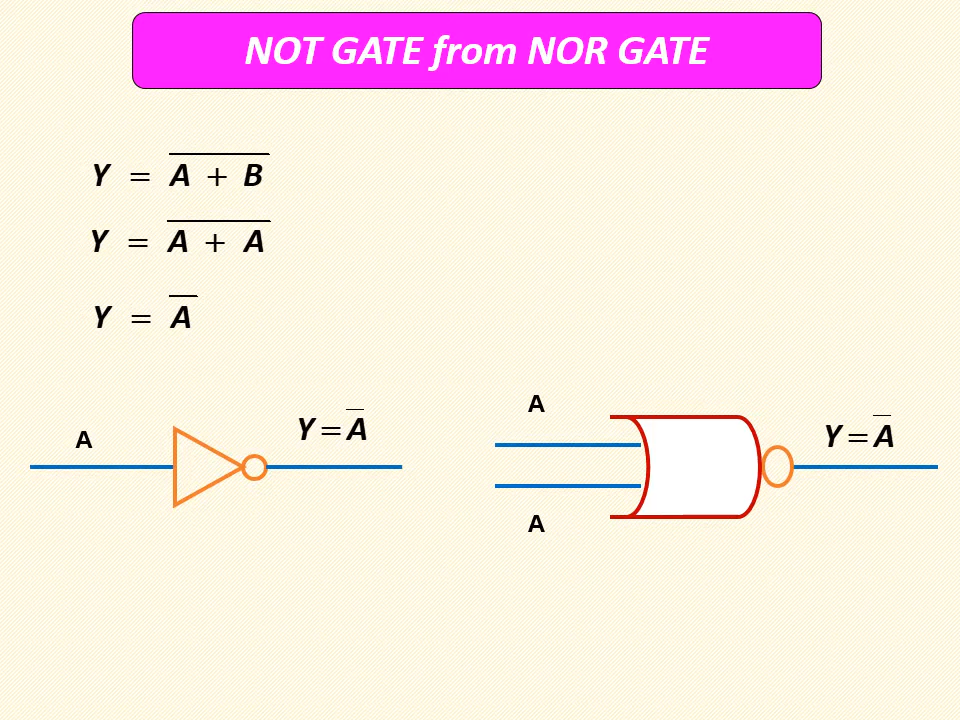 NOT GATE from NOR GATE
Y = A̅ ̅+̅ ̅B̅
Y = A̅ ̅+̅ ̅A̅
Y = A̅
A
Y = A̅
A
A
Y = A̅